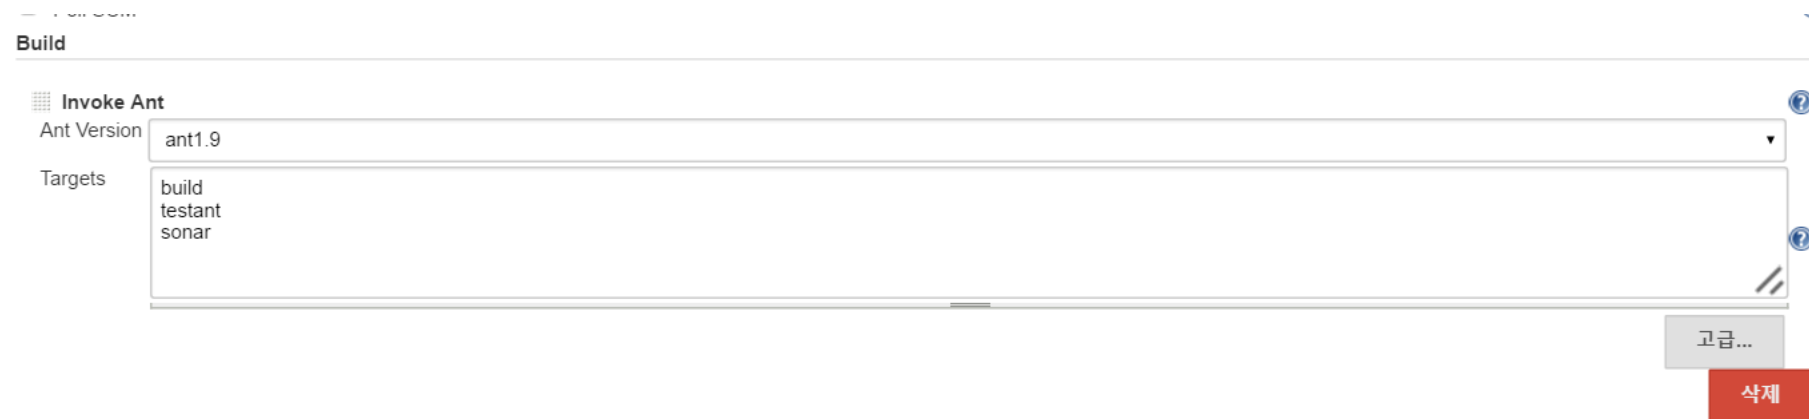 Build
Invoke Ant
Ant Version
ant1.9
Targets
build
testant
sonar
고급...
삭제